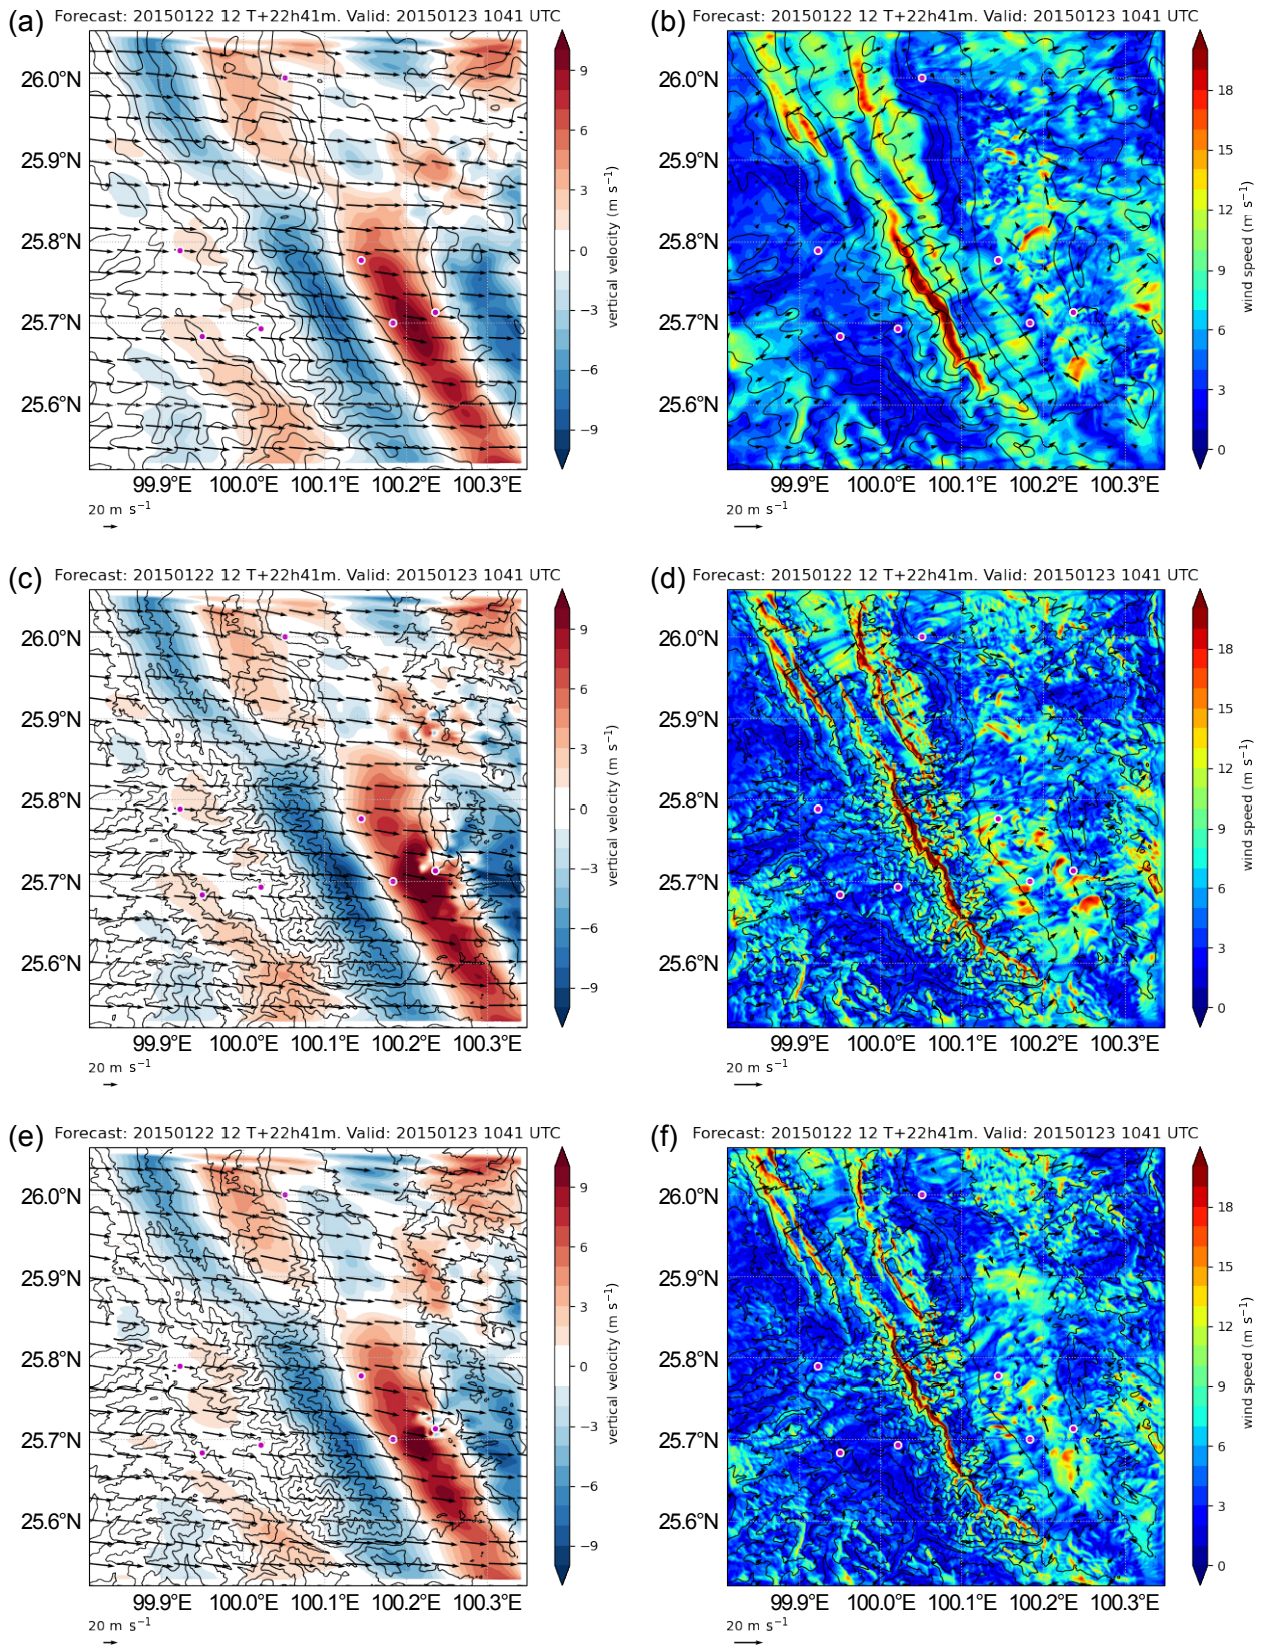 (a) Forecast: 20150122 12 T+22h41m. Valid: 20150123 1041 UTC
26.0°N
25.9°N
25.8°N
25.7°N
25.6°N
99.9°E 100.0°E 100.1°E 100.2°E 100.3°E
20 m s⁻¹
9
6
3
0
−3
−6
−9
vertical velocity (m s⁻¹)
(b) Forecast: 20150122 12 T+22h41m. Valid: 20150123 1041 UTC
26.0°N
25.9°N
25.8°N
25.7°N
25.6°N
99.9°E 100.0°E 100.1°E 100.2°E 100.3°E
20 m s⁻¹
18
15
12
9
6
3
0
wind speed (m s⁻¹)
(c) Forecast: 20150122 12 T+22h41m. Valid: 20150123 1041 UTC
26.0°N
25.9°N
25.8°N
25.7°N
25.6°N
99.9°E 100.0°E 100.1°E 100.2°E 100.3°E
20 m s⁻¹
9
6
3
0
−3
−6
−9
vertical velocity (m s⁻¹)
(d) Forecast: 20150122 12 T+22h41m. Valid: 20150123 1041 UTC
26.0°N
25.9°N
25.8°N
25.7°N
25.6°N
99.9°E 100.0°E 100.1°E 100.2°E 100.3°E
20 m s⁻¹
18
15
12
9
6
3
0
wind speed (m s⁻¹)
(e) Forecast: 20150122 12 T+22h41m. Valid: 20150123 1041 UTC
26.0°N
25.9°N
25.8°N
25.7°N
25.6°N
99.9°E 100.0°E 100.1°E 100.2°E 100.3°E
20 m s⁻¹
9
6
3
0
−3
−6
−9
vertical velocity (m s⁻¹)
(f) Forecast: 20150122 12 T+22h41m. Valid: 20150123 1041 UTC
26.0°N
25.9°N
25.8°N
25.7°N
25.6°N
99.9°E 100.0°E 100.1°E 100.2°E 100.3°E
20 m s⁻¹
18
15
12
9
6
3
0
wind speed (m s⁻¹)